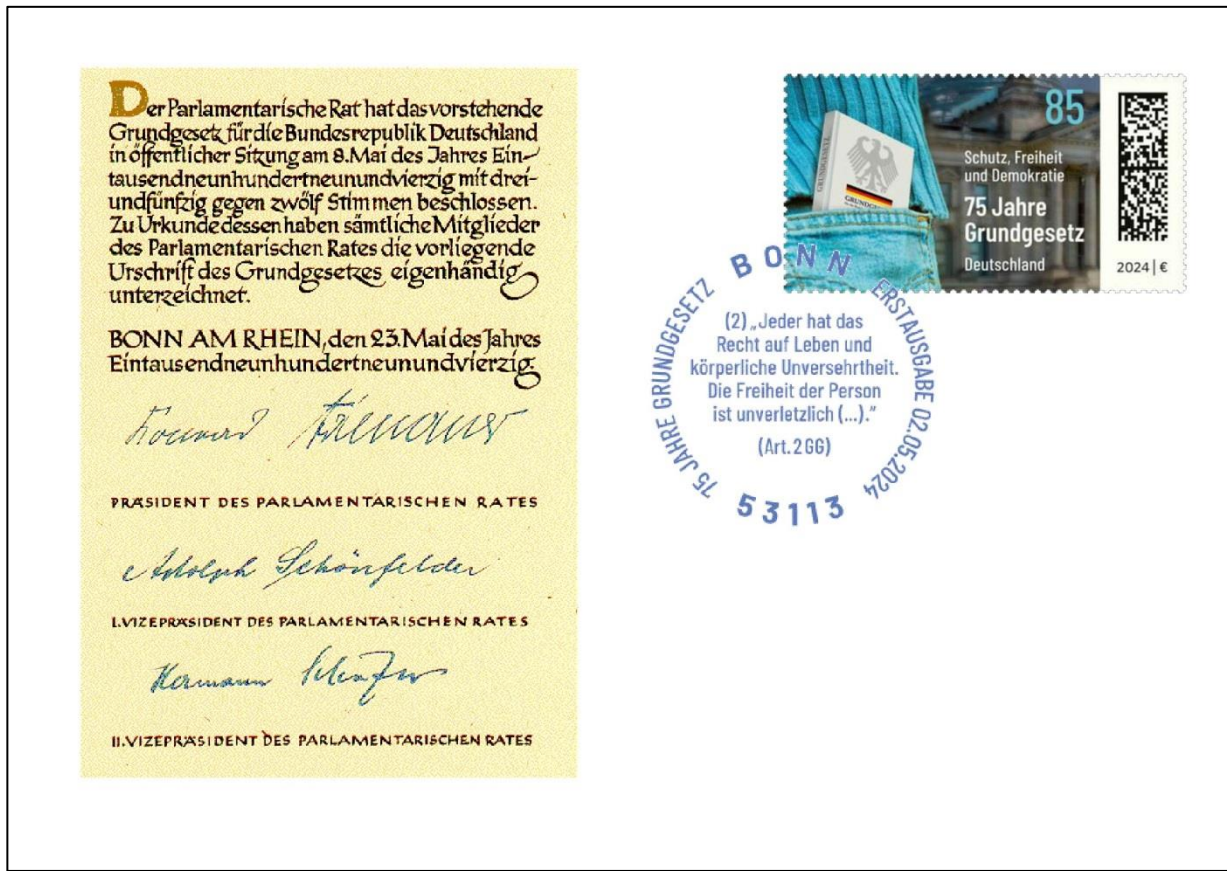 Der Parlamentarische Rat hat das vorstehende
Grundgesetz für die Bundesrepublik Deutschland
in öffentlicher Sitzung am 8. Mai des Jahres Ein-
tausendneunhundertneunundvierzig mit drei-
undfünfzig gegen zwölf Stimmen beschlossen.
Zu Urkunde dessen haben sämtliche Mitglieder
des Parlamentarischen Rates die vorliegende
Urschrift des Grundgesetzes eigenhändig
unterzeichnet.
BONN AM RHEIN, den 23. Mai des Jahres
Eintausendneunhundertneunundvierzig.
Konrad Adenauer
PRÄSIDENT DES PARLAMENTARISCHEN RATES
Adolph Schönfelder
I. VIZEPRÄSIDENT DES PARLAMENTARISCHEN RATES
Hermann Schäfer
II. VIZEPRÄSIDENT DES PARLAMENTARISCHEN RATES
85
Schutz, Freiheit
und Demokratie
75 Jahre
Grundgesetz
Deutschland
2024 | €
GRUNDGESETZ
GRUNDGESETZ
BONN
75 JAHRE GRUNDGESETZ
ERSTAUSGABE 02.05.2024
(2) „Jeder hat das
Recht auf Leben und
körperliche Unversehrtheit.
Die Freiheit der Person
ist unverletzlich (...)."
(Art. 2 GG)
53113